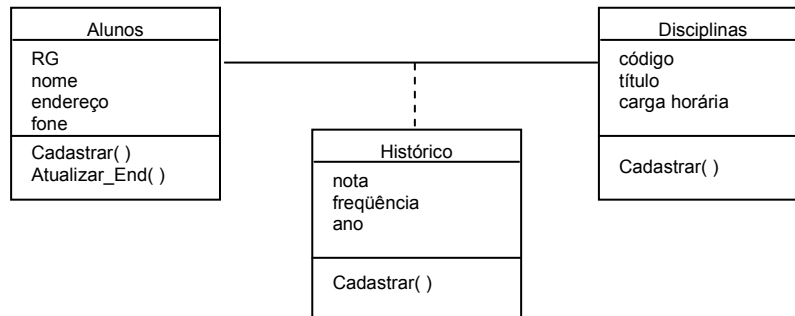 Alunos
RG
nome
endereço
fone
Cadastrar( )
Atualizar_End( )
Disciplinas
código
título
carga horária
Cadastrar( )
Histórico
nota
freqüência
ano
Cadastrar( )